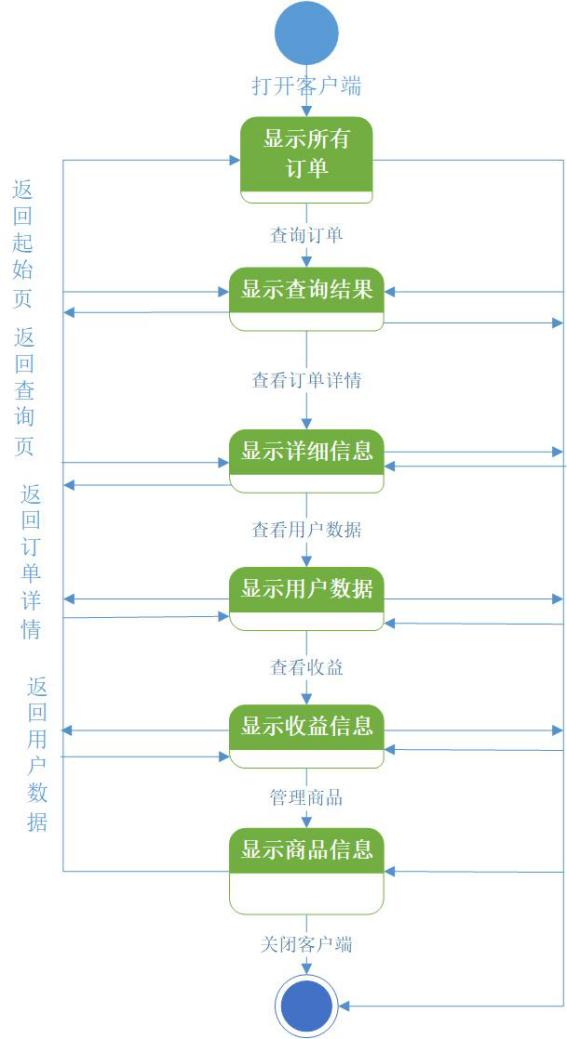 打开客户端
显示所有
订单
查询订单
显示查询结果
查看订单详情
显示详细信息
查看用户数据
显示用户数据
查看收益
显示收益信息
管理商品
显示商品信息
关闭客户端
返回起始页
返回查询页
返回订单详情
返回用户数据